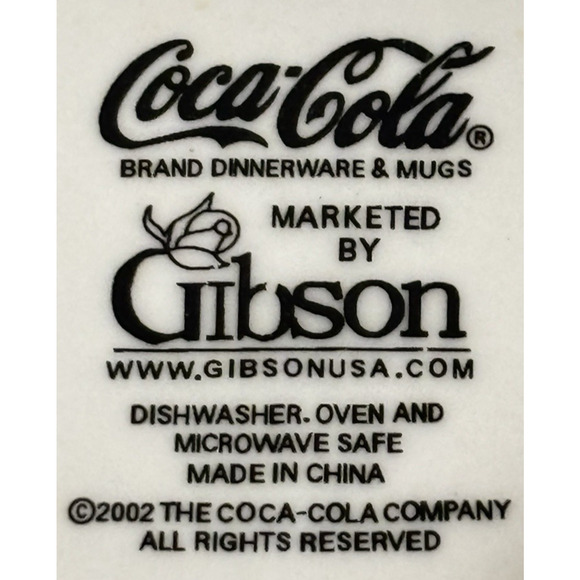 Coca-Cola®
BRAND DINNERWARE & MUGS
MARKETED
BY
Gibson
WWW.GIBSONUSA.COM
DISHWASHER. OVEN AND
MICROWAVE SAFE
MADE IN CHINA
©2002 THE COCA-COLA COMPANY
ALL RIGHTS RESERVED